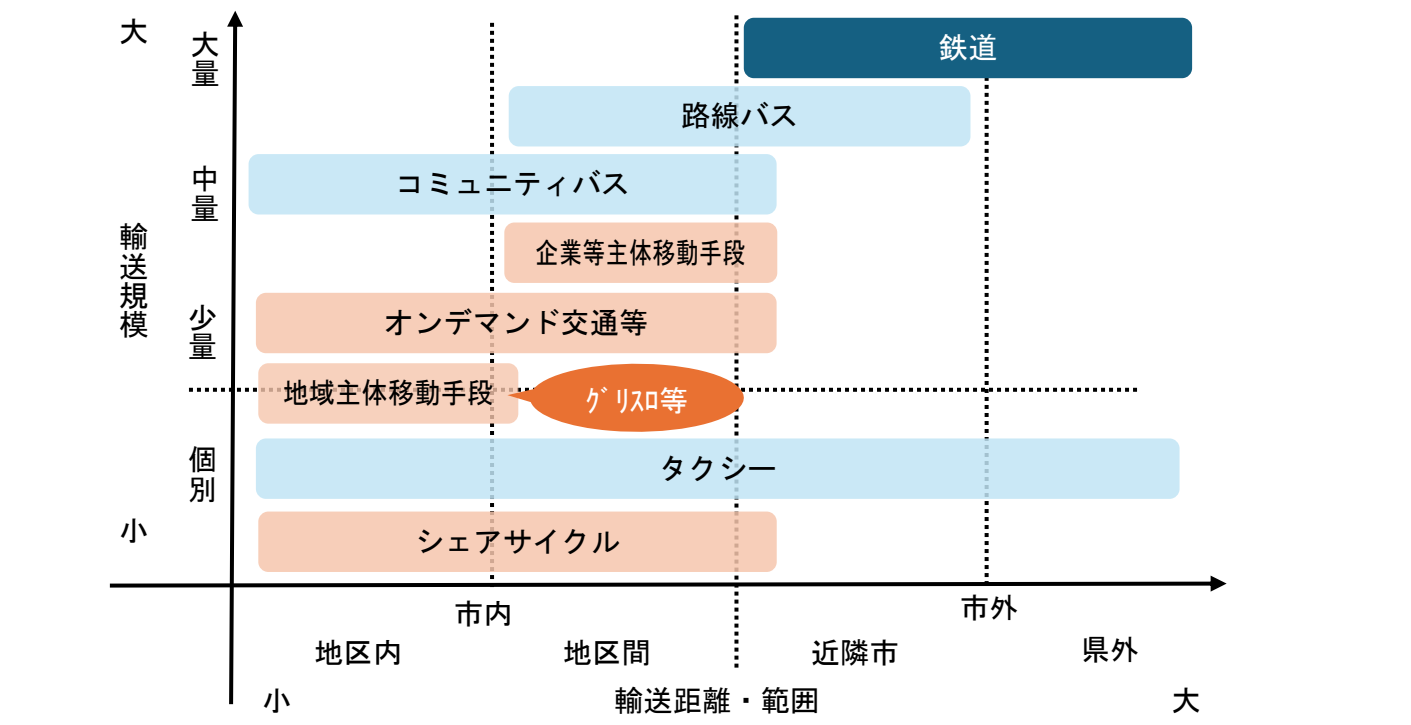 大
大量
鉄道
路線バス
中量
コミュニティバス
輸送規模
企業等主体移動手段
少量
オンデマンド交通等
地域主体移動手段
ｸﾞﾘｽﾛ等
個別
タクシー
小
シェアサイクル
市内
市外
地区内
地区間
近隣市
県外
小
輸送距離・範囲
大